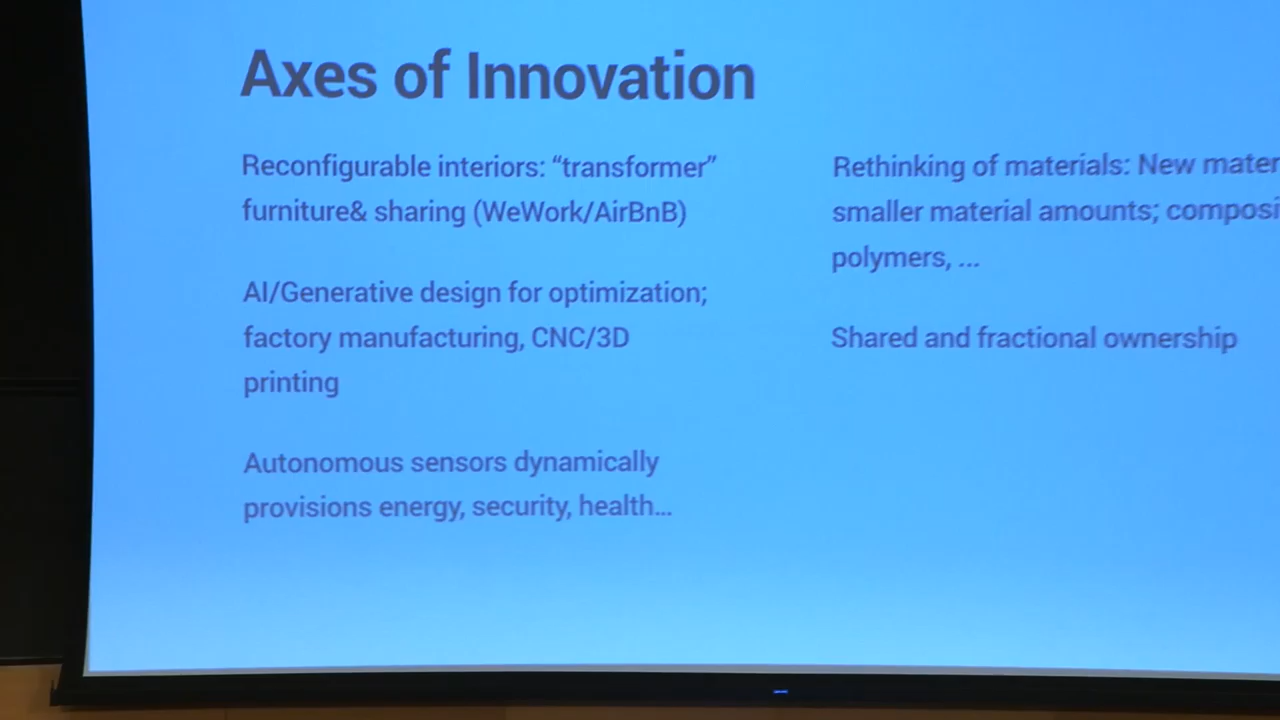 Axes of Innovation
Reconfigurable interiors: “transformer”
furniture& sharing (WeWork/AirBnB)
AI/Generative design for optimization;
factory manufacturing, CNC/3D
printing
Autonomous sensors dynamically
provisions energy, security, health...
Rethinking of materials: New
smaller material amounts;
polymers, ...
Shared and fractional ownership